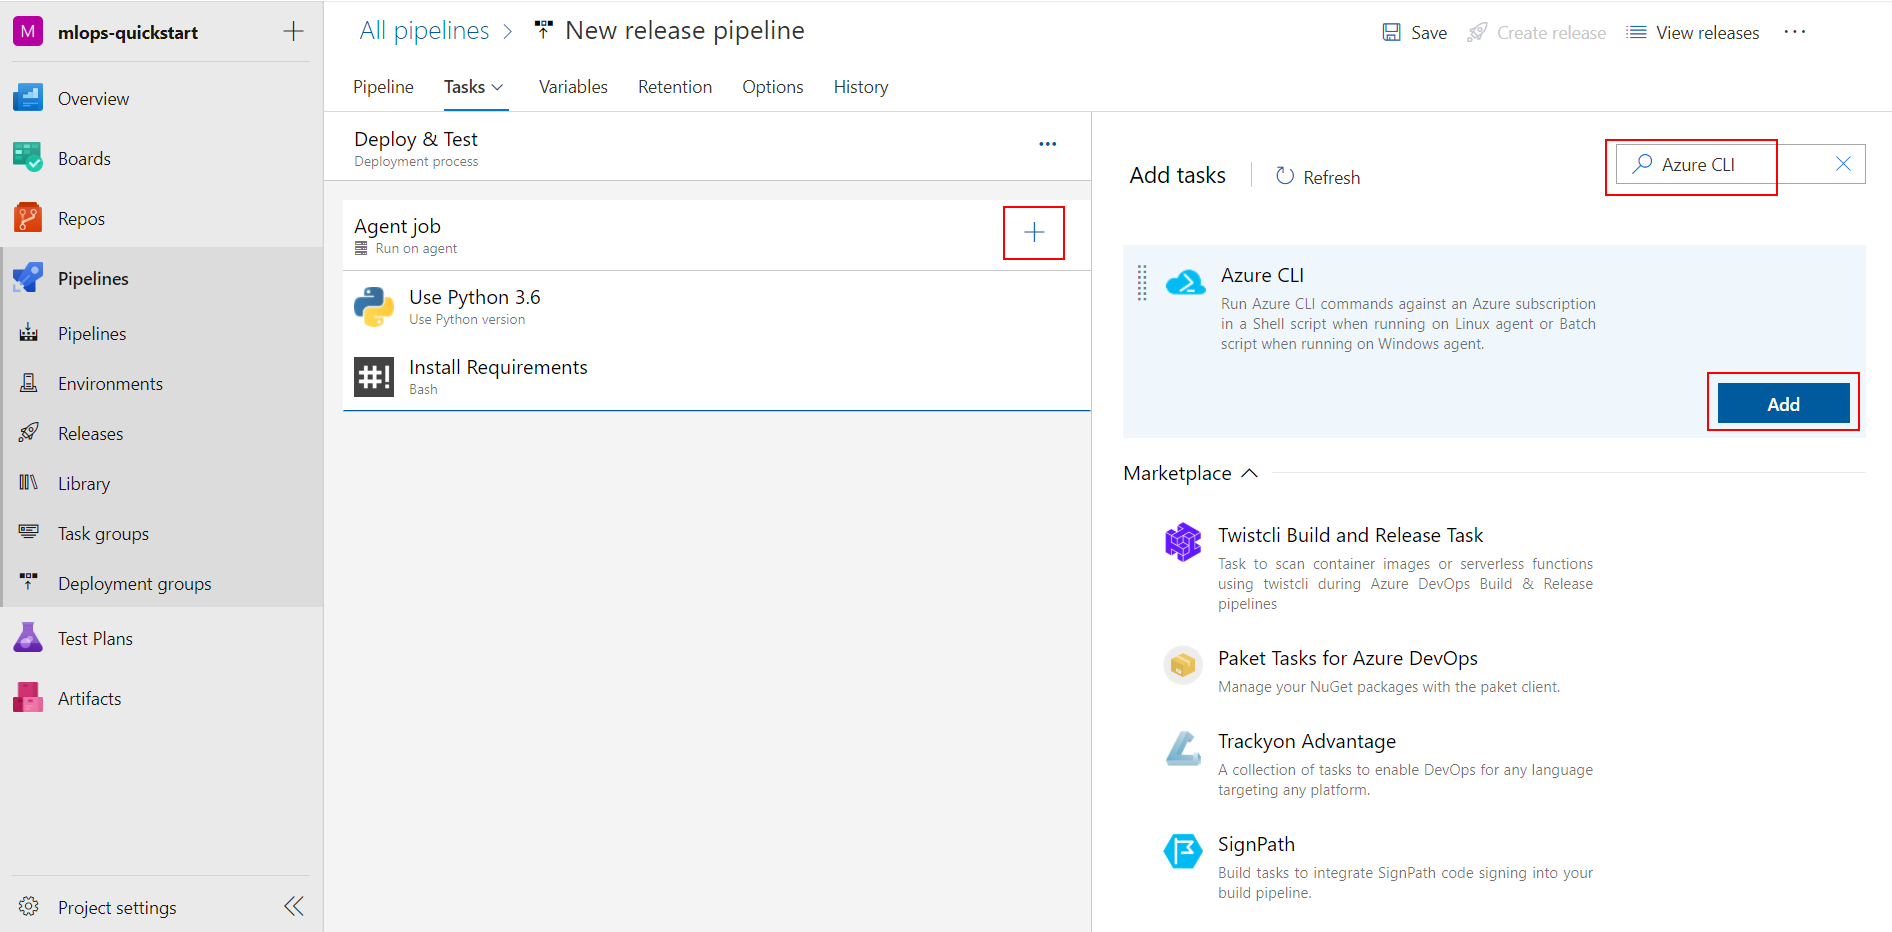 M
mlops-quickstart
Overview
Boards
Repos
Pipelines
Pipelines
Environments
Releases
Library
Task groups
Deployment groups
Test Plans
Artifacts
Project settings
All pipelines
New release pipeline
Save
Create release
View releases
Pipeline
Tasks
Variables
Retention
Options
History
Deploy & Test
Deployment process
Agent job
Run on agent
Use Python 3.6
Use Python version
#!
Install Requirements
Bash
Add tasks
Refresh
Azure CLI
Azure CLI
Run Azure CLI commands against an Azure subscription
in a Shell script when running on Linux agent or Batch
script when running on Windows agent.
Add
Marketplace
Twistcli Build and Release Task
Task to scan container images or serverless functions
using twistcli during Azure DevOps Build & Release
pipelines
Paket Tasks for Azure DevOps
Manage your NuGet packages with the paket client.
Trackyon Advantage
A collection of tasks to enable DevOps for any language
targeting any platform.
SignPath
Build tasks to integrate SignPath code signing into your
build pipeline.